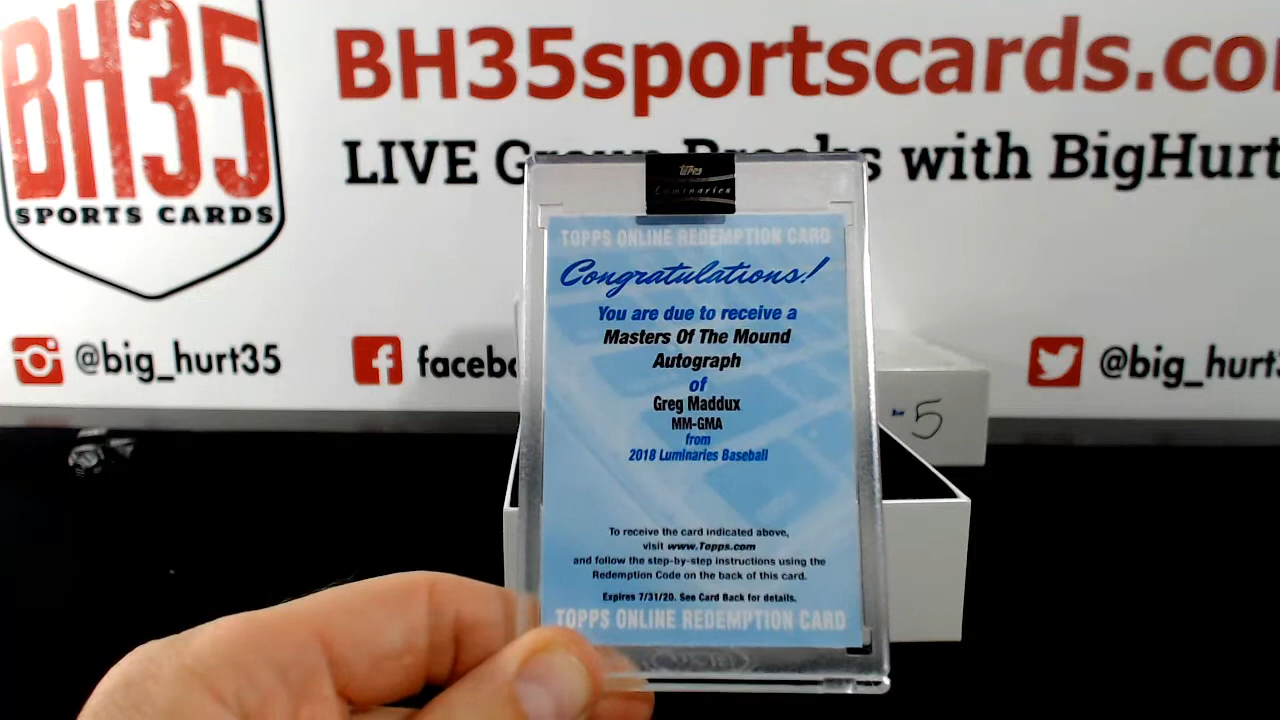 BH35
SPORTS CARDS
BH35sportscards.co
LIVE Group Breaks with BigHurt
@big_hurt35
facebo
@big_hurt3
5
Topps
Luminaries
TOPPS ONLINE REDEMPTION CARD
Congratulations!
You are due to receive a
Masters Of The Mound
Autograph
of
Greg Maddux
MM-GMA
from
2018 Luminaries Baseball
To receive the card indicated above,
visit www.Topps.com
and follow the step-by-step instructions using the
Redemption Code on the back of this card.
Expires 7/31/20. See Card Back for details.
TOPPS ONLINE REDEMPTION CARD